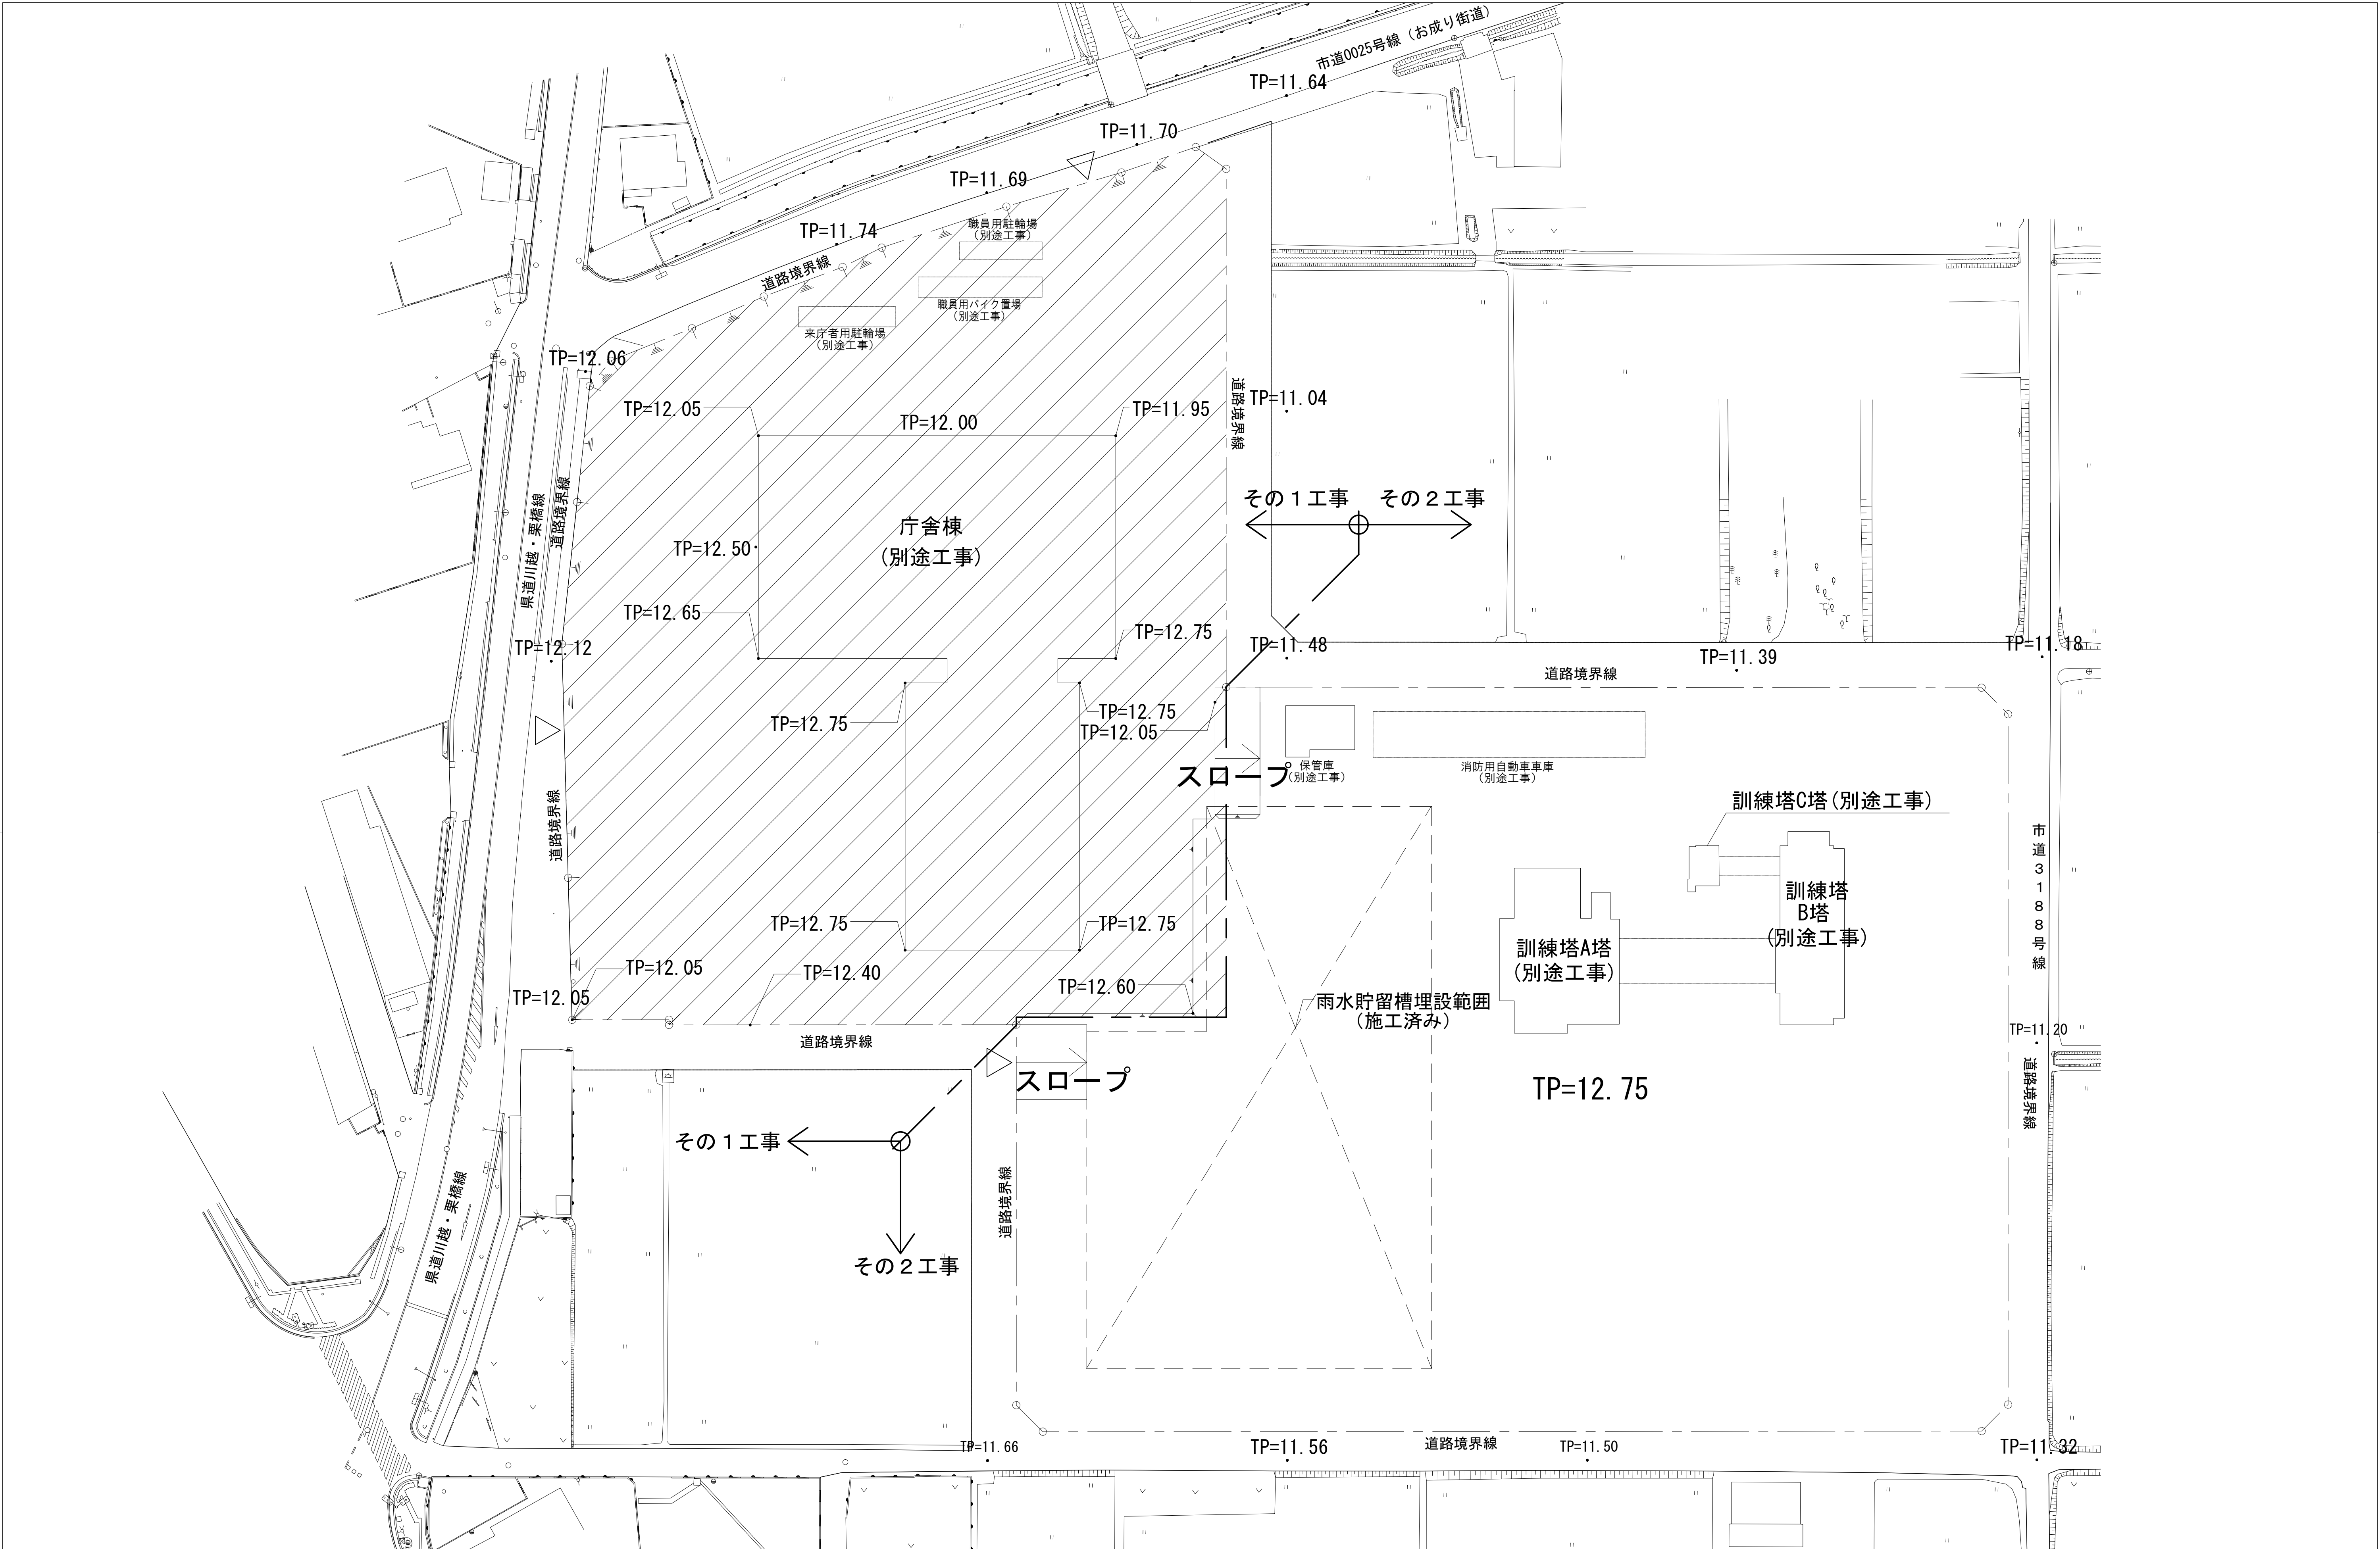 市道0025号線（お成り街道）
TP=11.64
TP=11.70
TP=11.69
TP=11.74
職員用駐輪場
（別途工事）
道路境界線
職員用バイク置場
（別途工事）
来庁者用駐輪場
（別途工事）
TP=12.06
TP=12.05
TP=12.00
TP=11.95
道路境界線
TP=11.04
県道川越・栗橋線
道路境界線
その１工事
その２工事
庁舎棟
（別途工事）
TP=12.50
TP=12.65
TP=12.75
TP=12.12
TP=11.48
TP=11.39
TP=11.18
道路境界線
TP=12.75
TP=12.75
TP=12.05
スロープ
保管庫
（別途工事）
消防用自動車車庫
（別途工事）
訓練塔C塔（別途工事）
道路境界線
市道３１８８号線
訓練塔
B塔
（別途工事）
訓練塔A塔
（別途工事）
TP=12.75
TP=12.75
TP=12.05
TP=12.40
TP=12.60
TP=12.05
雨水貯留槽埋設範囲
（施工済み）
道路境界線
TP=11.20
道路境界線
スロープ
TP=12.75
その１工事
その２工事
道路境界線
県道川越・栗橋線
TP=11.66
TP=11.56
道路境界線
TP=11.50
TP=11.32